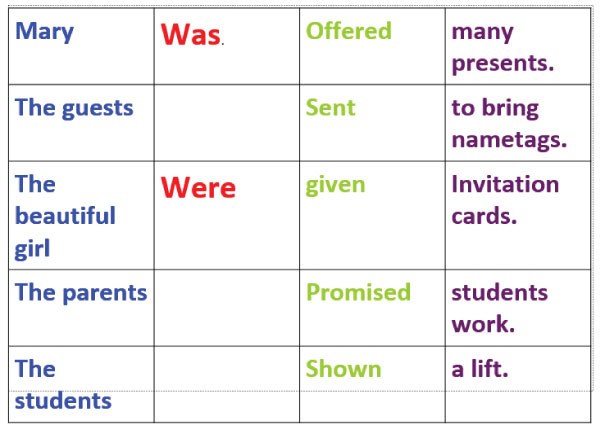 Mary Was. Offered many
presents.
The guests Sent to bring
nametags.
The Were given Invitation
beautiful cards.
girl
The parents Promised students
work.
The Shown a lift.
students